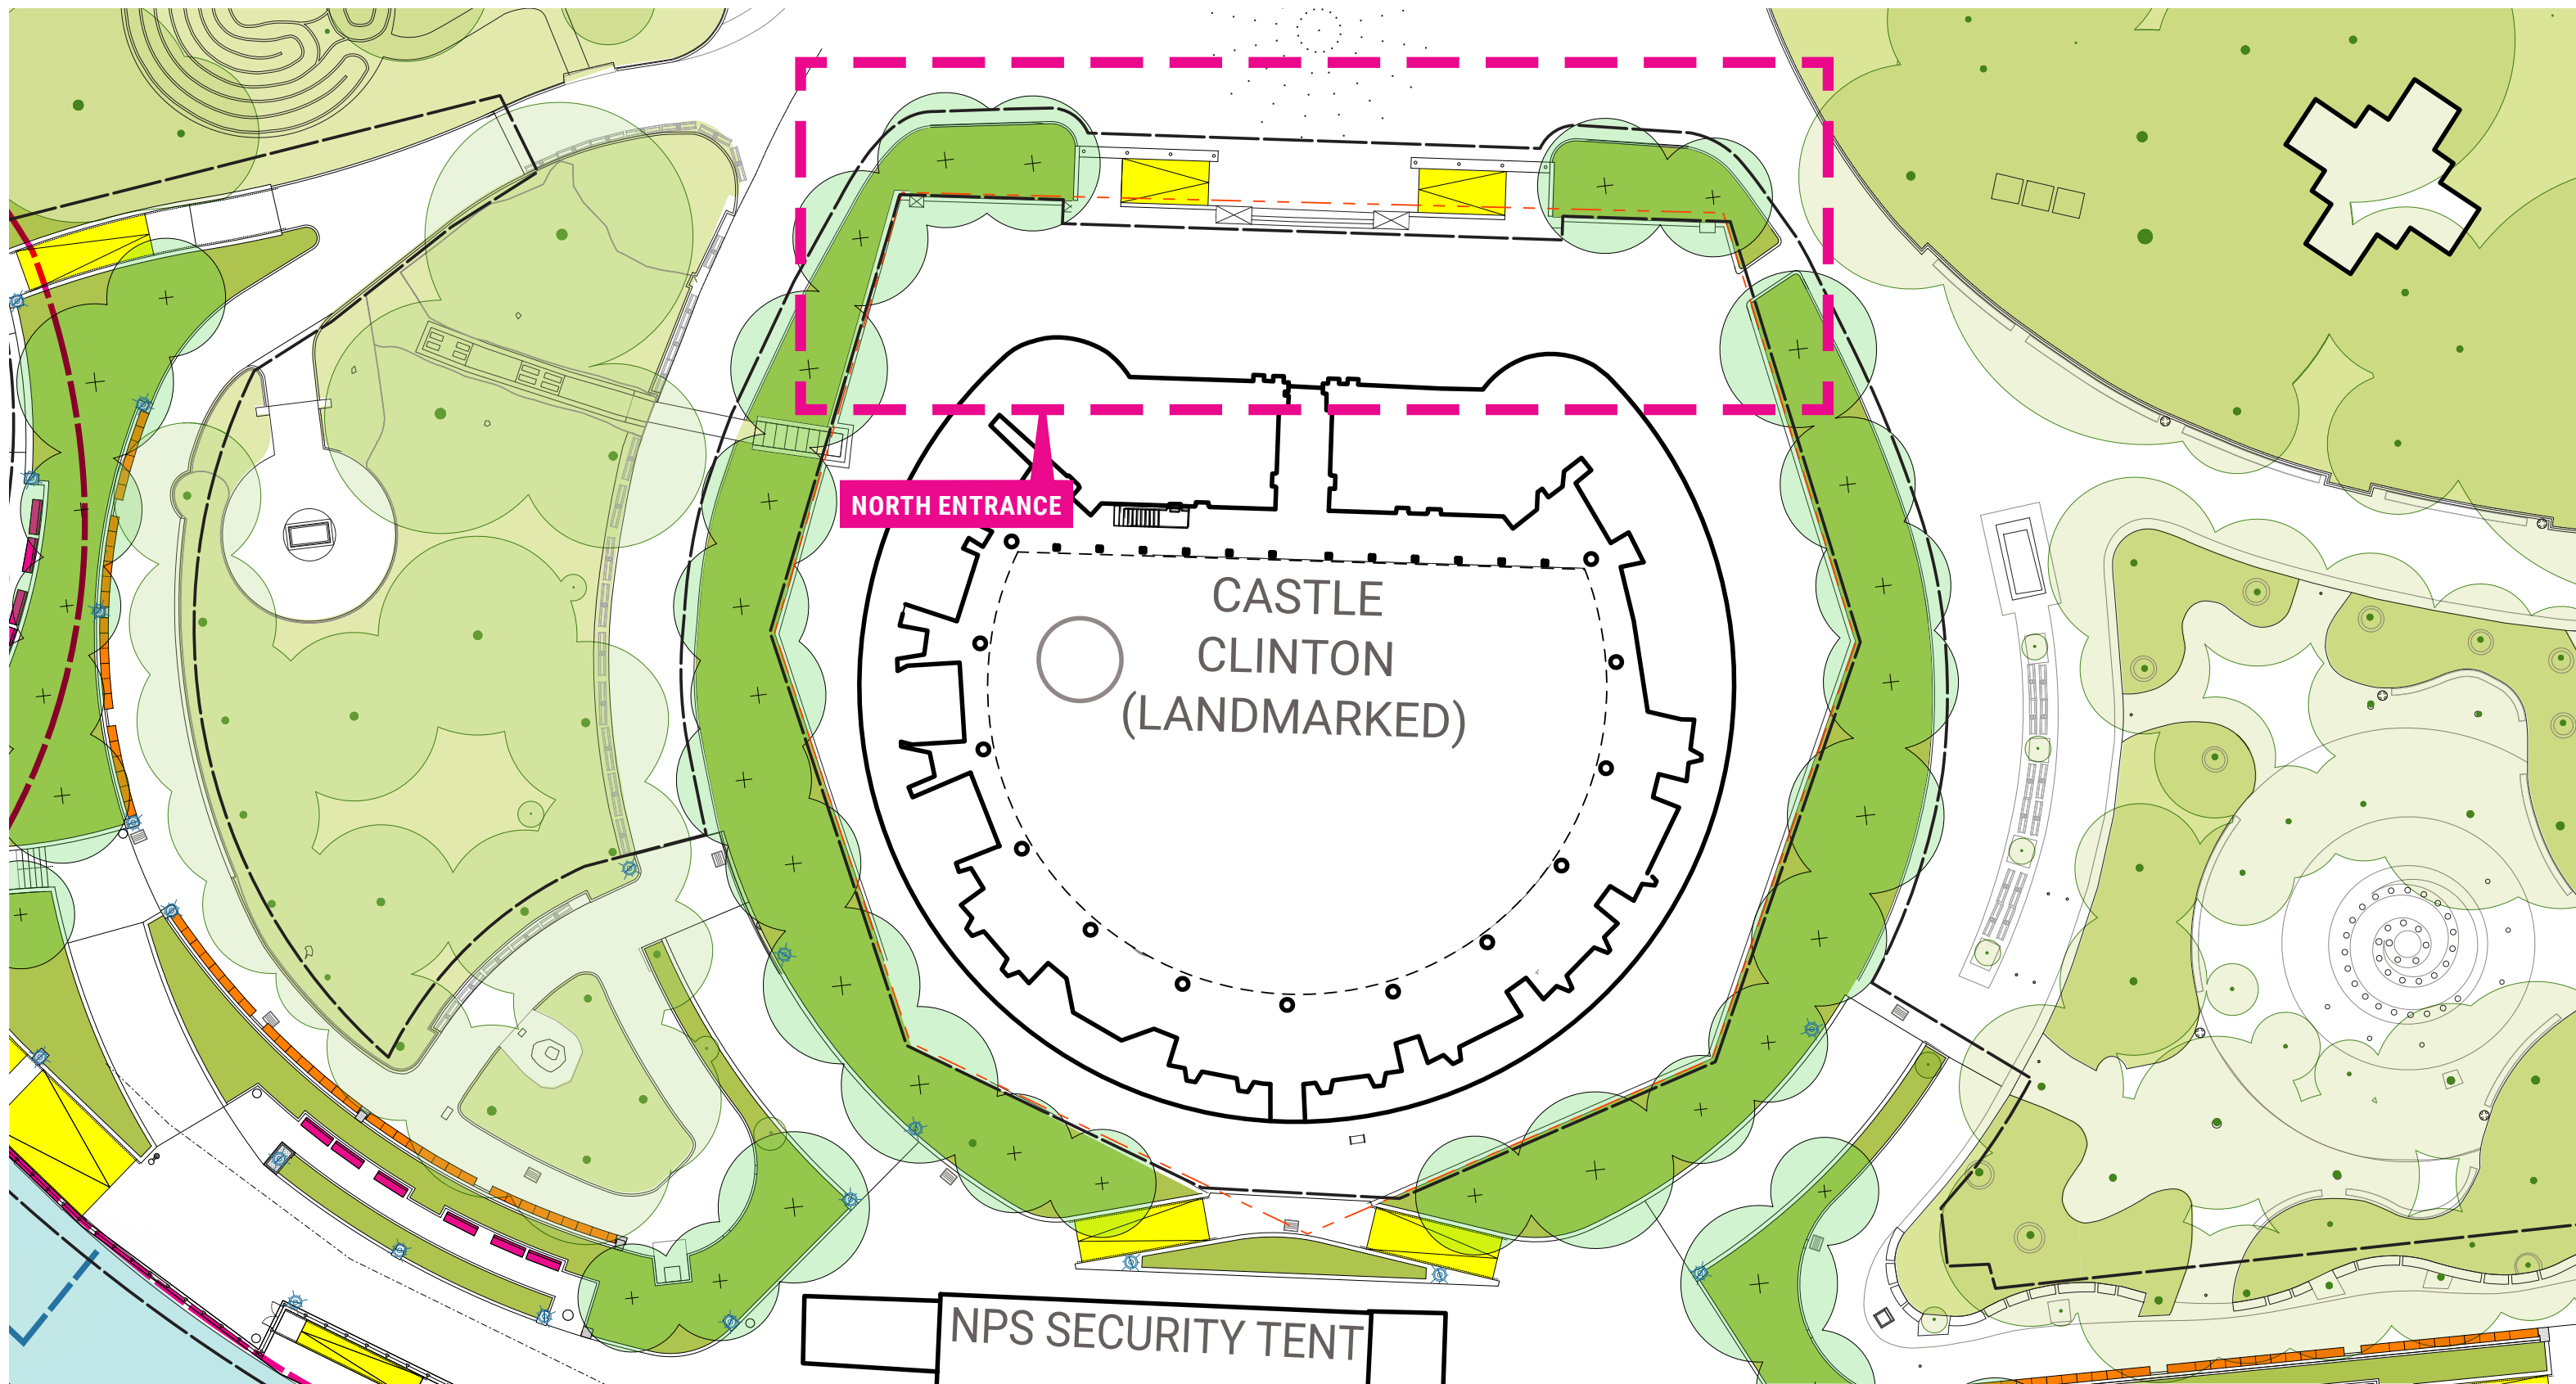 NORTH ENTRANCE
CASTLE
CLINTON
(LANDMARKED)
NPS SECURITY TENT